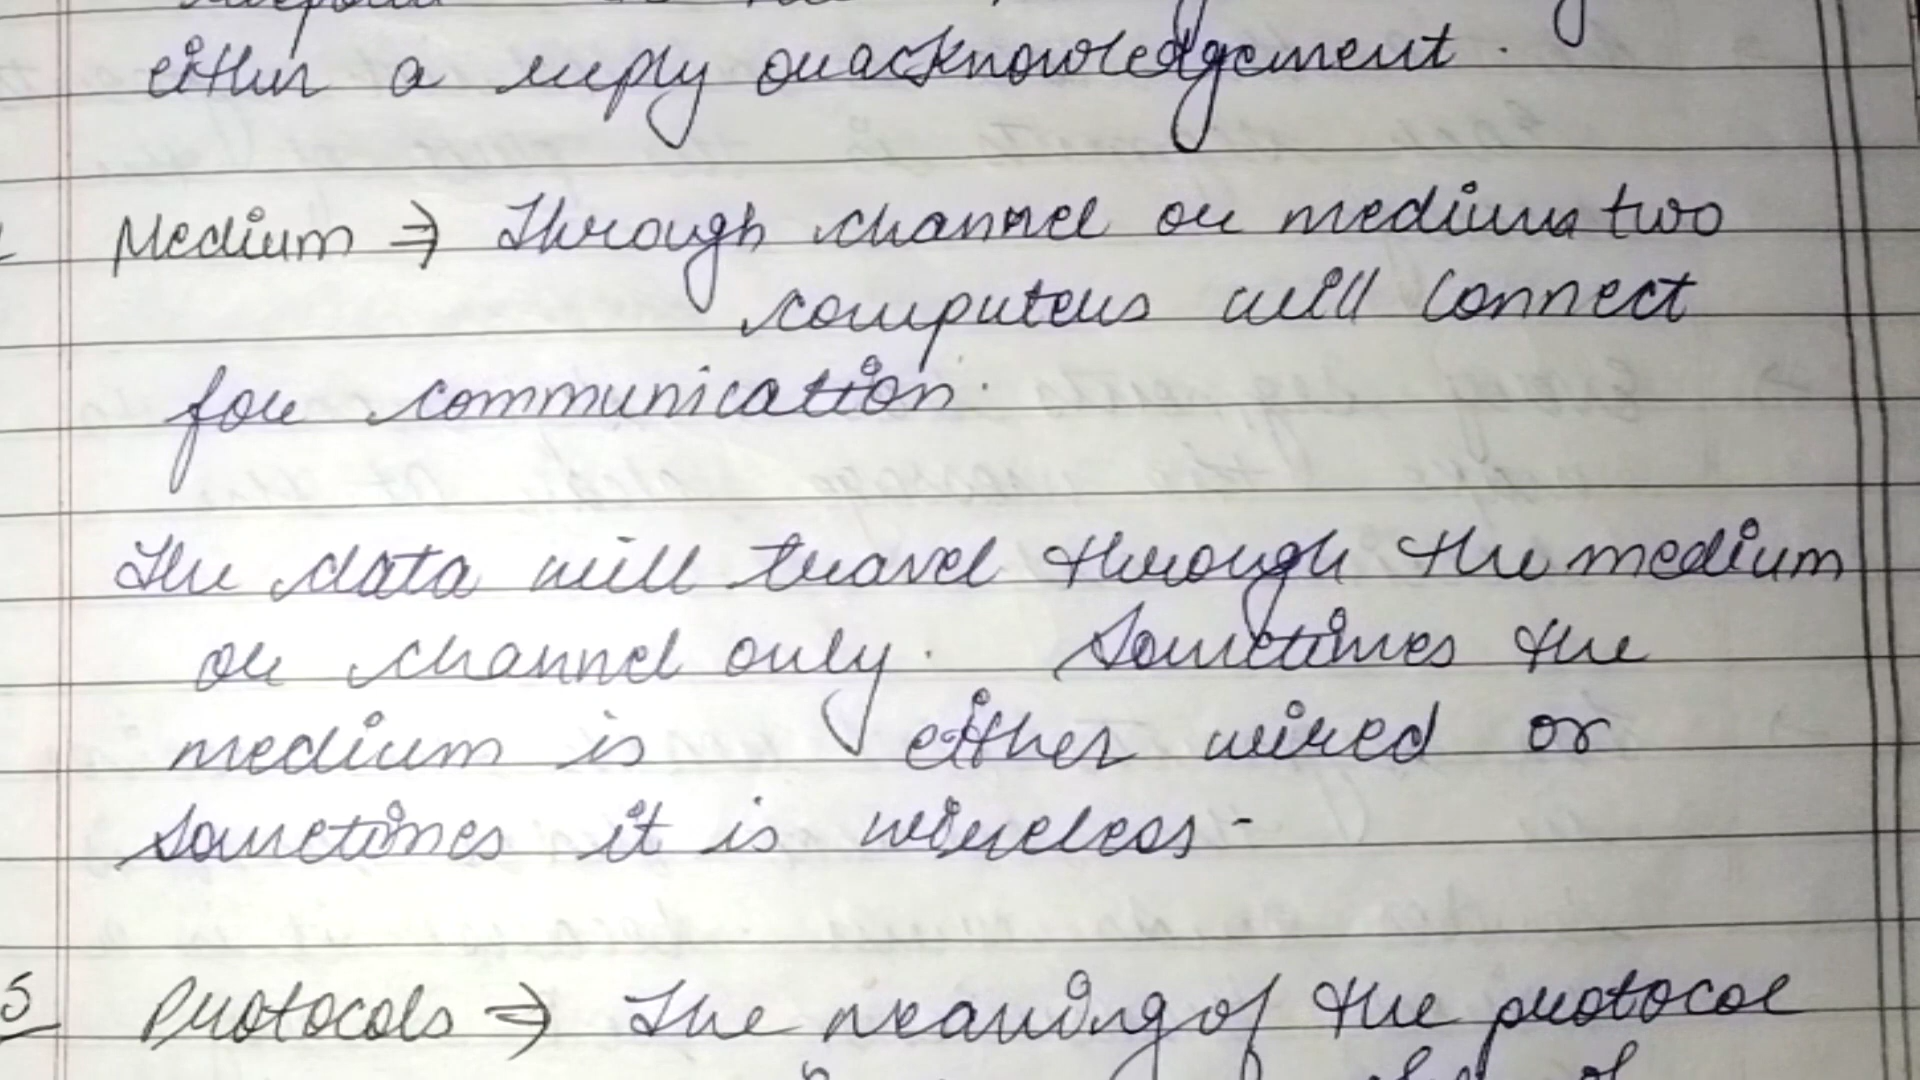 either a reply or acknowledgement.
Medium ⇒ Through channel or medium two
computers will connect
for communication.
The data will travel through the medium
or channel only. Sometimes the
medium is either wired or
sometimes it is wireless-
5 Protocols ⇒ The meaning of the protocol